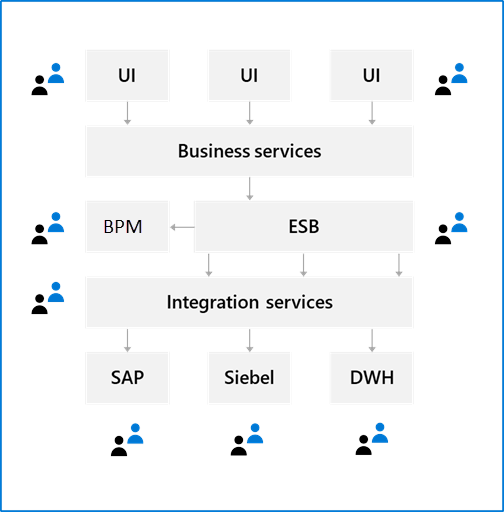 UI
UI
UI
Business services
BPM
ESB
Integration services
SAP
Siebel
DWH